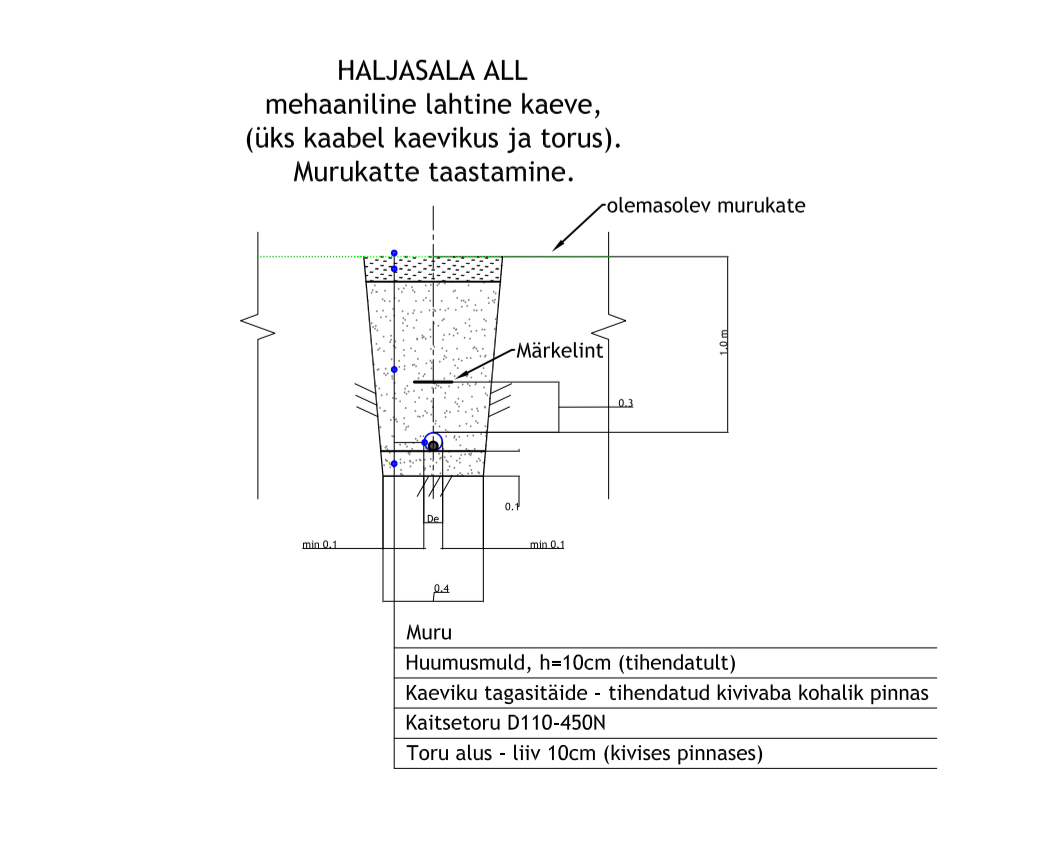 HALJASALA ALL
mehaaniline lahtine kaeve,
(üks kaabel kaevikus ja torus).
Murukatte taastamine.
olemasolev murukate
1.0 m
Märkelint
0.3
0.1
De
min 0.1
min 0.1
0.4
Muru
Huumusmuld, h=10cm (tihendatult)
Kaeviku tagasitäide - tihendatud kivivaba kohalik pinnas
Kaitsetoru D110-450N
Toru alus - liiv 10cm (kivises pinnases)